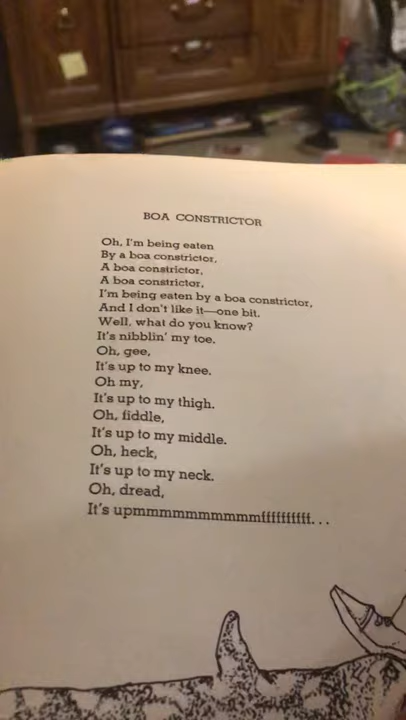 BOA CONSTRICTOR
Oh, I'm being eaten
By a boa constrictor,
A boa constrictor,
A boa constrictor,
I'm being eaten by a boa constrictor,
And I don't like it—one bit.
Well, what do you know?
It's nibblin' my toe.
Oh, gee,
It's up to my knee.
Oh my,
It's up to my thigh.
Oh, fiddle,
It's up to my middle.
Oh, heck,
It's up to my neck.
Oh, dread,
It's upmmmmmmmmmmffffffffff...